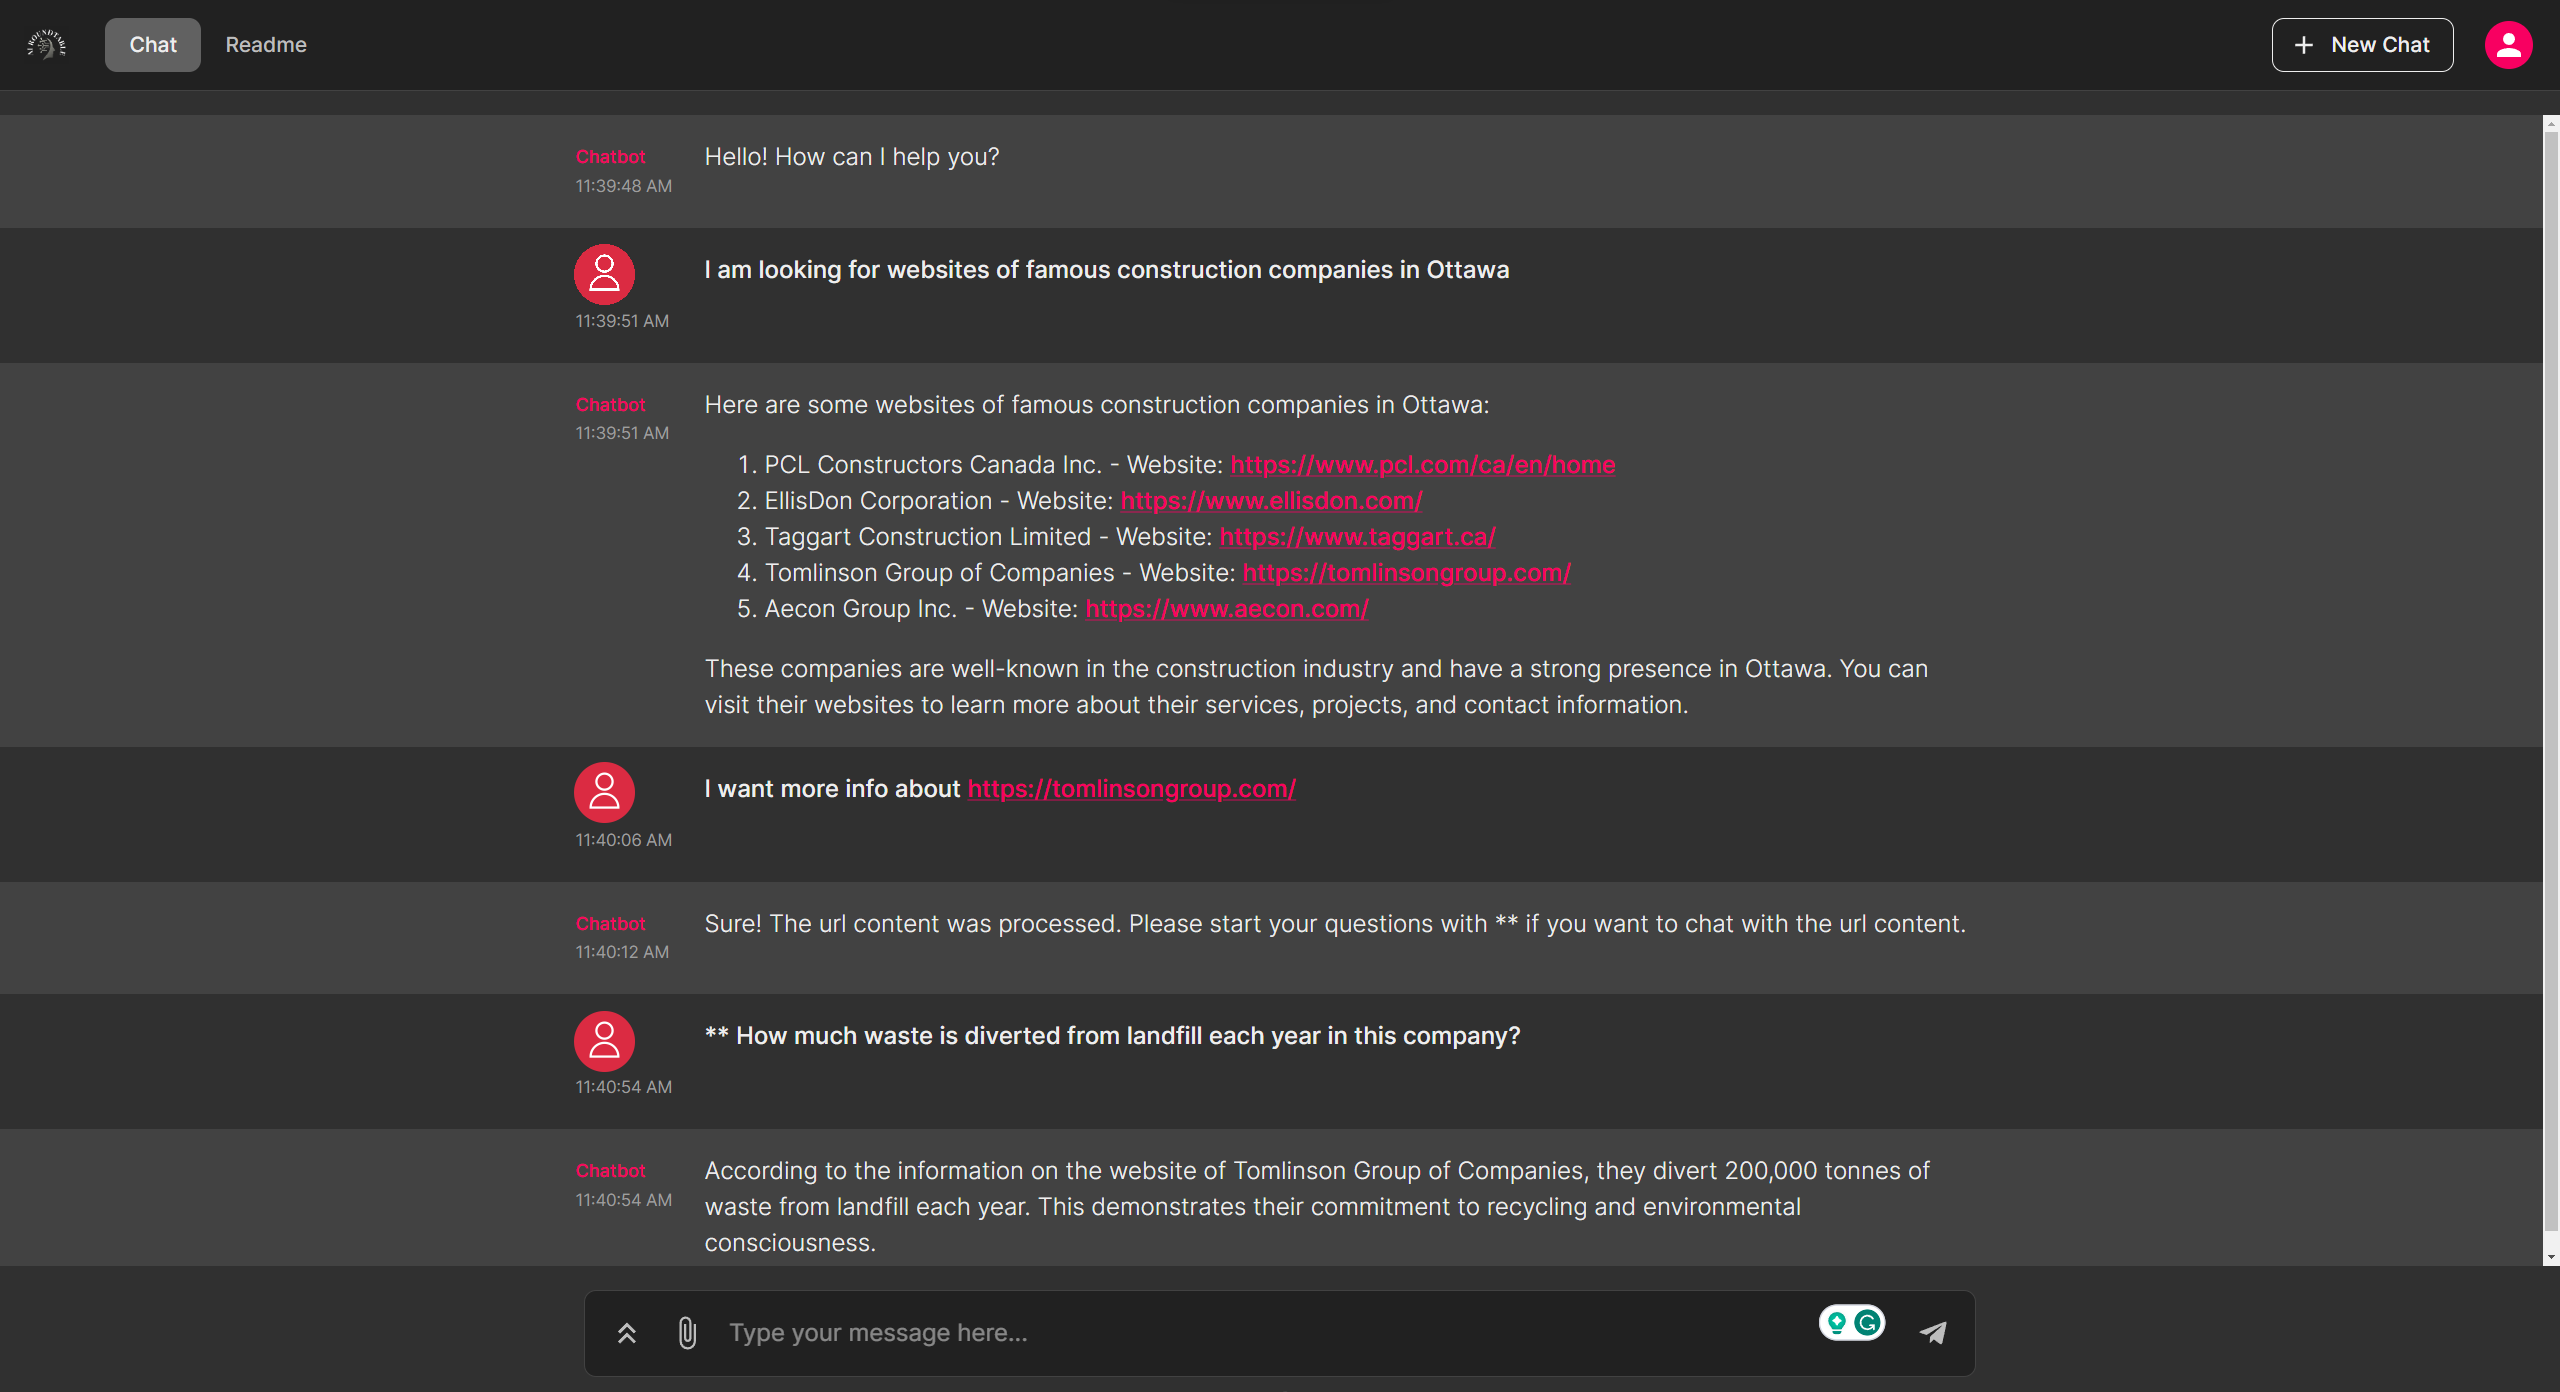 AI ROUNDTABLE
Chat
Readme
+ New Chat
Chatbot
11:39:48 AM
Hello! How can I help you?
I am looking for websites of famous construction companies in Ottawa
11:39:51 AM
Chatbot
11:39:51 AM
Here are some websites of famous construction companies in Ottawa:
1. PCL Constructors Canada Inc. - Website: https://www.pcl.com/ca/en/home
2. EllisDon Corporation - Website: https://www.ellisdon.com/
3. Taggart Construction Limited - Website: https://www.taggart.ca/
4. Tomlinson Group of Companies - Website: https://tomlinsongroup.com/
5. Aecon Group Inc. - Website: https://www.aecon.com/
These companies are well-known in the construction industry and have a strong presence in Ottawa. You can
visit their websites to learn more about their services, projects, and contact information.
I want more info about https://tomlinsongroup.com/
11:40:06 AM
Chatbot
11:40:12 AM
Sure! The url content was processed. Please start your questions with ** if you want to chat with the url content.
** How much waste is diverted from landfill each year in this company?
11:40:54 AM
Chatbot
11:40:54 AM
According to the information on the website of Tomlinson Group of Companies, they divert 200,000 tonnes of
waste from landfill each year. This demonstrates their commitment to recycling and environmental
consciousness.
Type your message here...